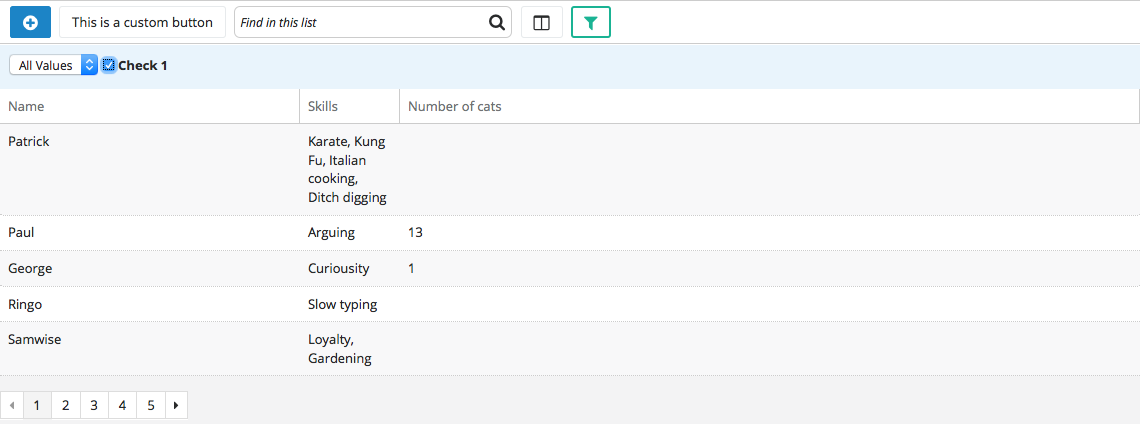 This is a custom button Find in this list
All Values Check 1
Name Skills Number of cats
Patrick Karate, Kung
Fu, Italian
cooking,
Ditch digging
Paul Arguing 13
George Curiousity 1
Ringo Slow typing
Samwise Loyalty,
Gardening
1 2 3 4 5